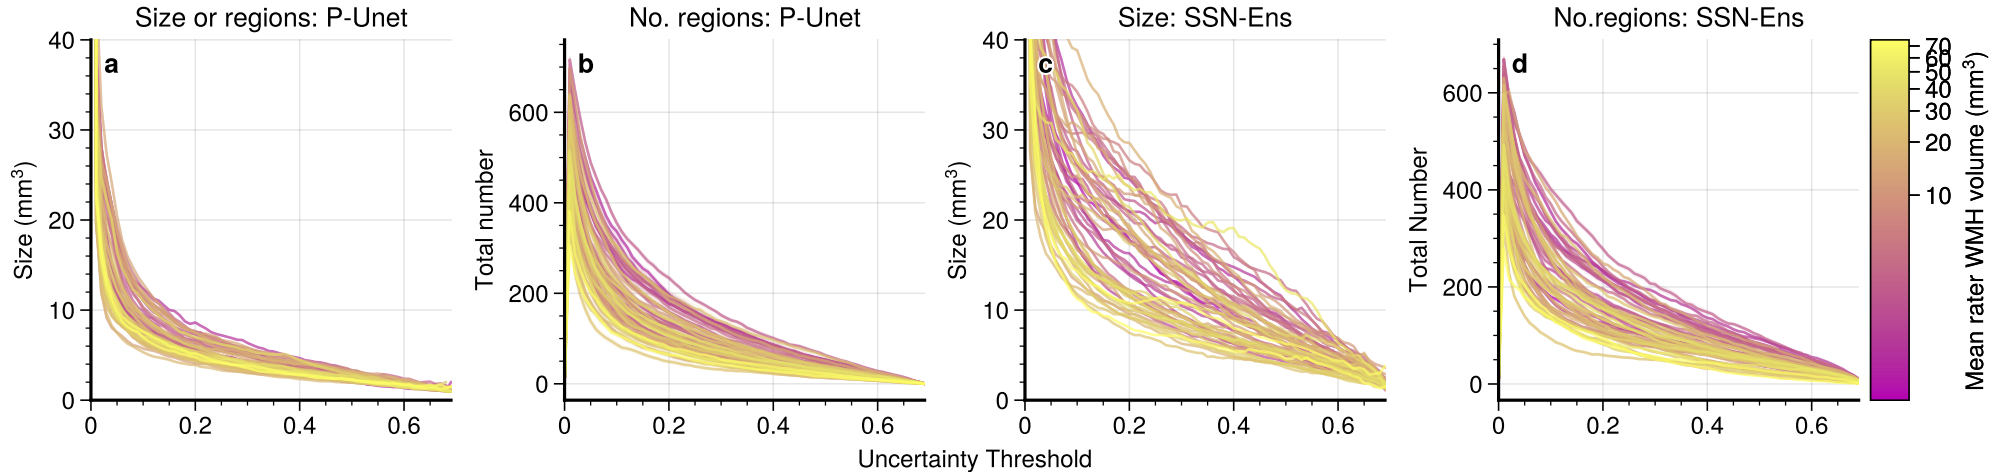 Size or regions: P-Unet
No. regions: P-Unet
Size: SSN-Ens
No.regions: SSN-Ens
a
b
c
d
Size (mm³)
40
30
20
10
0
0 0.2 0.4 0.6
Total number
600
400
200
0
0 0.2 0.4 0.6
Size (mm³)
40
30
20
10
0
0 0.2 0.4 0.6
Total Number
600
400
200
0
0 0.2 0.4 0.6
Uncertainty Threshold
70
60
50
40
30
20
10
Mean rater WMH volume (mm³)